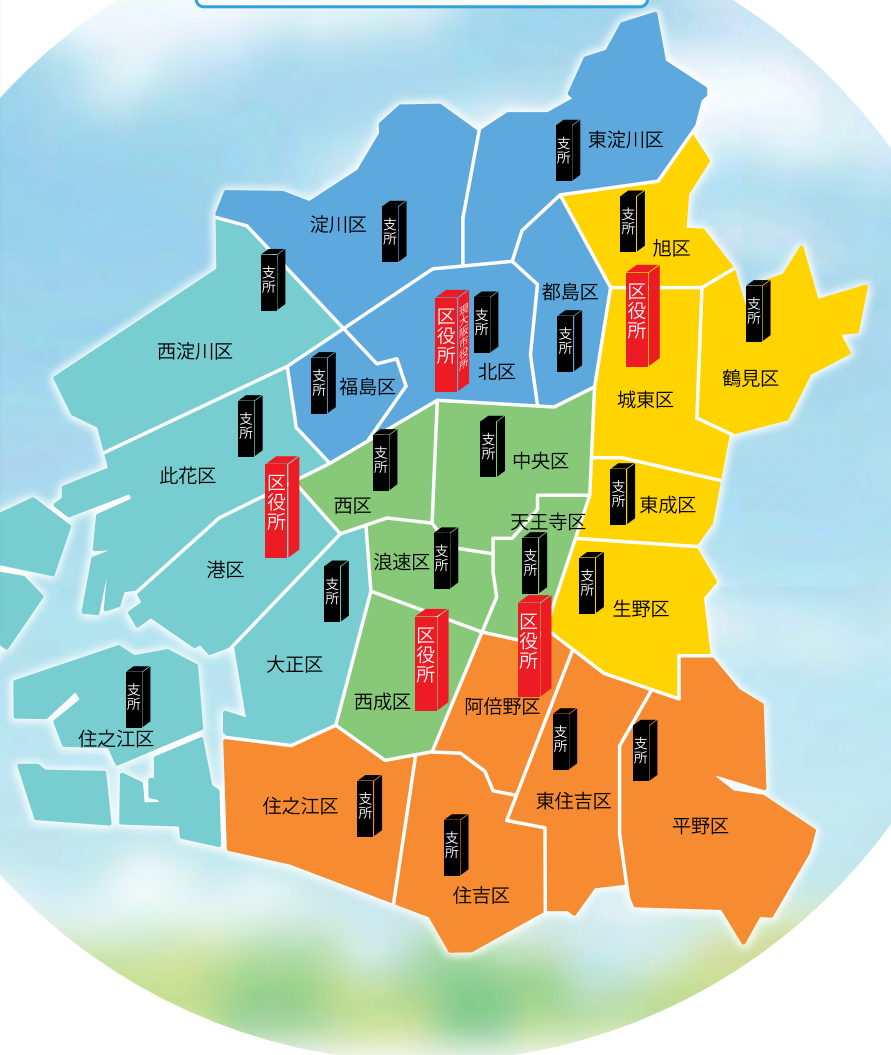 支所
東淀川区
淀川区
支所
支所
旭区
支所
都島区
区役所
支所
区役所
現大阪市役所
支所
支所
西淀川区
支所
福島区
北区
鶴見区
城東区
支所
支所
支所
中央区
此花区
区役所
西区
支所
東成区
天王寺区
浪速区
支所
支所
支所
生野区
港区
支所
区役所
区役所
大正区
西成区
阿倍野区
支所
住之江区
支所
支所
住之江区
支所
東住吉区
支所
平野区
住吉区